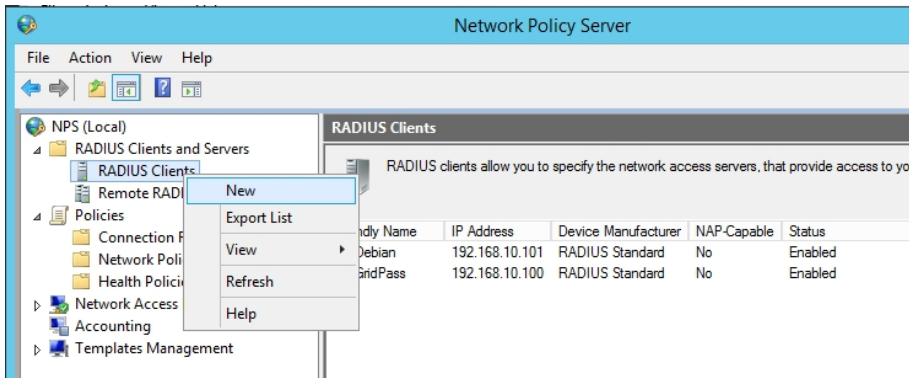 Network Policy Server
File Action View Help
NPS (Local)
RADIUS Clients and Servers
RADIUS Clients
Remote RADI
Policies
Connection
Network Poli
Health Polici
Network Access
Accounting
Templates Management
New
Export List
View
Refresh
Help
RADIUS Clients
RADIUS clients allow you to specify the network access servers, that provide access to yo
ndly Name IP Address Device Manufacturer NAP-Capable Status
Debian 192.168.10.101 RADIUS Standard No Enabled
GridPass 192.168.10.100 RADIUS Standard No Enabled